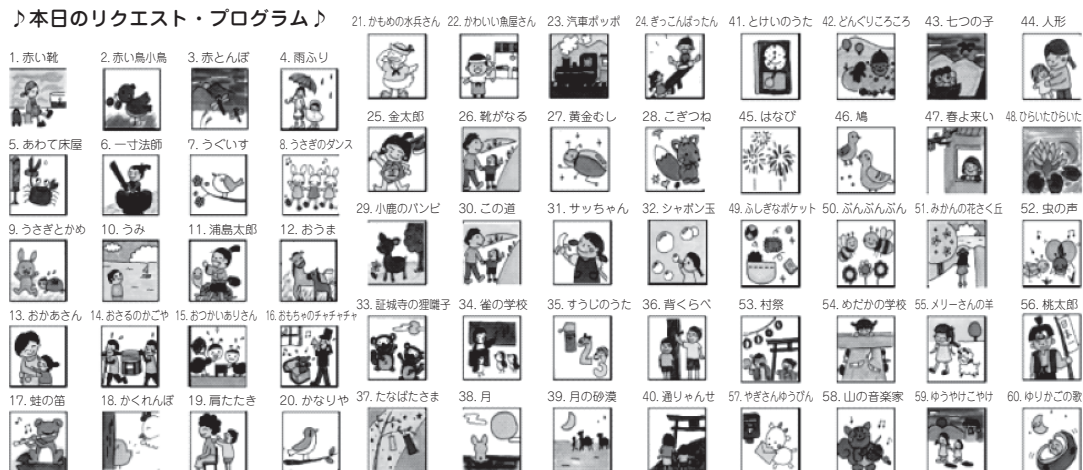 ♪本日のリクエスト・プログラム♪
1. 赤い靴
2. 赤い鳥小鳥
3. 赤とんぼ
4. 雨ふり
5. あわて床屋
6. 一寸法師
7. うぐいす
8. うさぎのダンス
9. うさぎとかめ
10. うみ
11. 浦島太郎
12. おうま
13. おかあさん
14. おさるのかごや
15. おつかいありさん
16. おもちゃのチャチャチャ
17. 蛙の笛
18. かくれんぼ
19. 肩たたき
20. かなりや
21. かもめの水兵さん
22. かわいい魚屋さん
23. 汽車ポッポ
24. ぎっこんばったん
25. 金太郎
26. 靴がなる
27. 黄金むし
28. こぎつね
29. 小鹿のバンビ
30. この道
31. サッちゃん
32. シャボン玉
33. 証城寺の狸囃子
34. 雀の学校
35. すうじのうた
36. 背くらべ
37. たなばたさま
38. 月
39. 月の砂漠
40. 通りゃんせ
41. とけいのうた
42. どんぐりころころ
43. 七つの子
44. 人形
45. はなび
46. 鳩
47. 春よ来い
48. ひらいたひらいた
49. ふしぎなポケット
50. ぶんぶんぶん
51. みかんの花さく丘
52. 虫の声
53. 村祭
54. めだかの学校
55. メリーさんの羊
56. 桃太郎
57. やぎさんゆうびん
58. 山の音楽家
59. ゆうやけこやけ
60. ゆりかごの歌